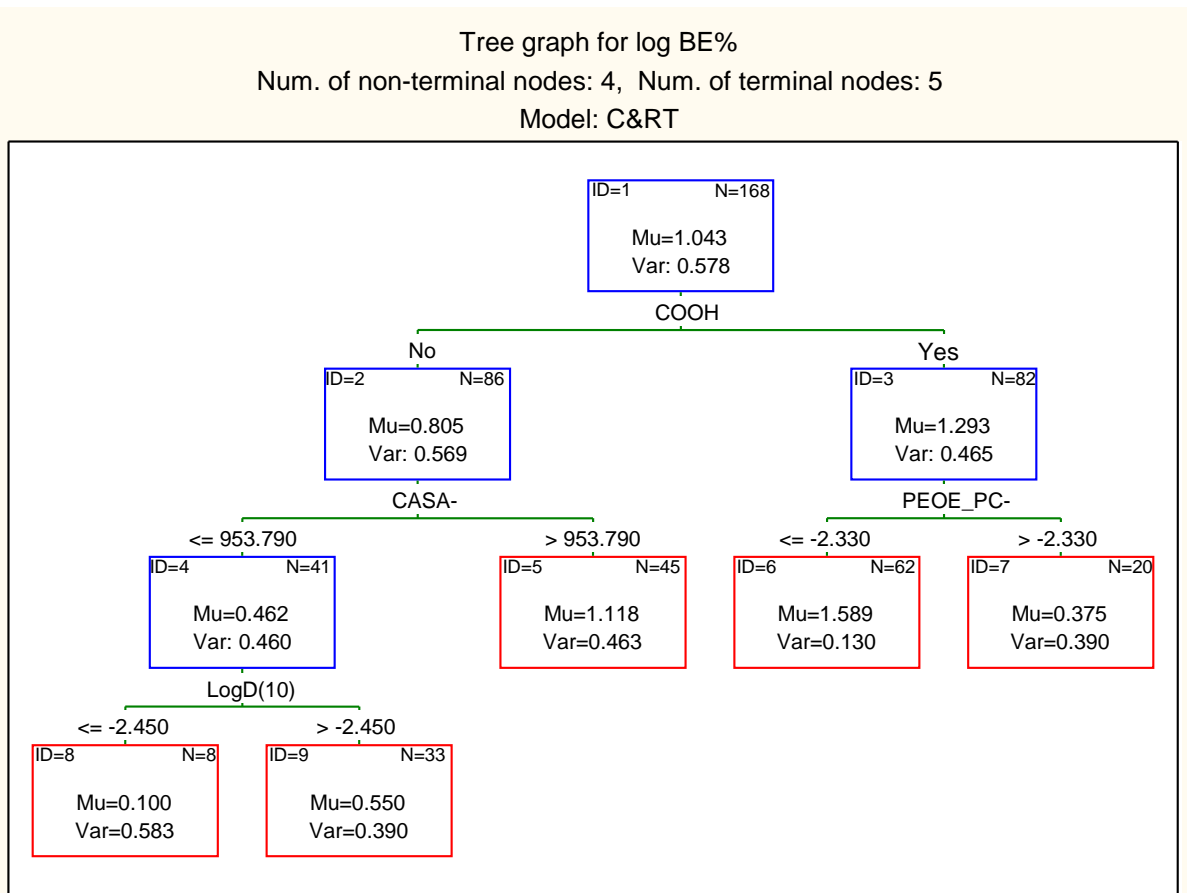 Tree graph for log BE%
Num. of non-terminal nodes: 4,  Num. of terminal nodes: 5
Model: C&RT
ID=1 N=168
Mu=1.043
Var: 0.578
COOH
No Yes
ID=2 N=86 ID=3 N=82
Mu=0.805 Mu=1.293
Var: 0.569 Var: 0.465
CASA- PEOE_PC-
<= 953.790 > 953.790 <= -2.330 > -2.330
ID=4 N=41 ID=5 N=45 ID=6 N=62 ID=7 N=20
Mu=0.462 Mu=1.118 Mu=1.589 Mu=0.375
Var: 0.460 Var=0.463 Var=0.130 Var=0.390
LogD(10)
<= -2.450 > -2.450
ID=8 N=8 ID=9 N=33
Mu=0.100 Mu=0.550
Var=0.583 Var=0.390